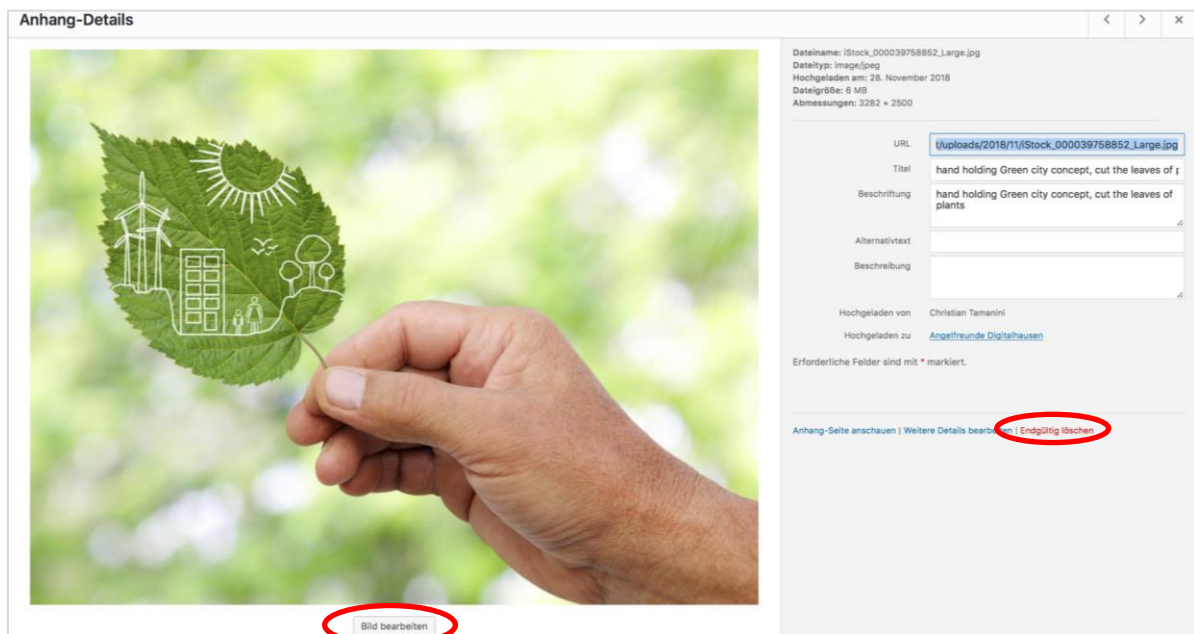 Anhang-Details
Dateiname: iStock_000039758852_Large.jpg
Dateityp: image/jpeg
Hochgeladen am: 28. November 2018
Dateigröße: 6 MB
Abmessungen: 3282 × 2500
URL t/uploads/2018/11/iStock_000039758852_Large.jpg
Titel hand holding Green city concept, cut the leaves of
Beschriftung hand holding Green city concept, cut the leaves of
plants
Alternativtext
Beschreibung
Hochgeladen von Christian Tamanini
Hochgeladen zu Angelfreunde Digitalhausen
Erforderliche Felder sind mit * markiert.
Anhang-Seite anschauen | Weitere Details bearbeiten | Endgültig löschen
Bild bearbeiten